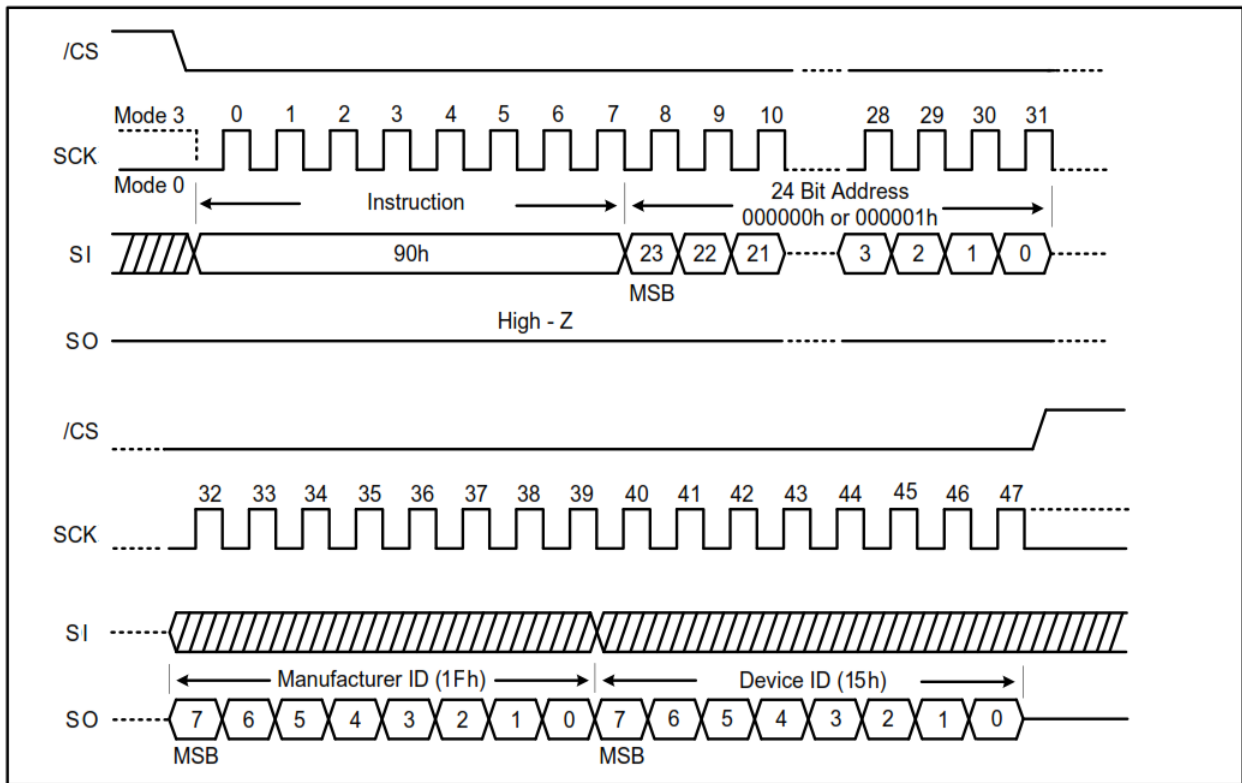 /CS
Mode 3 0 1 2 3 4 5 6 7 8 9 10 28 29 30 31
SCK
Mode 0
Instruction 24 Bit Address
000000h or 000001h
SI 90h 23 22 21 3 2 1 0
MSB
High - Z
SO
/CS
32 33 34 35 36 37 38 39 40 41 42 43 44 45 46 47
SCK
SI
Manufacturer ID (1Fh) Device ID (15h)
SO 7 6 5 4 3 2 1 0 7 6 5 4 3 2 1 0
MSB MSB